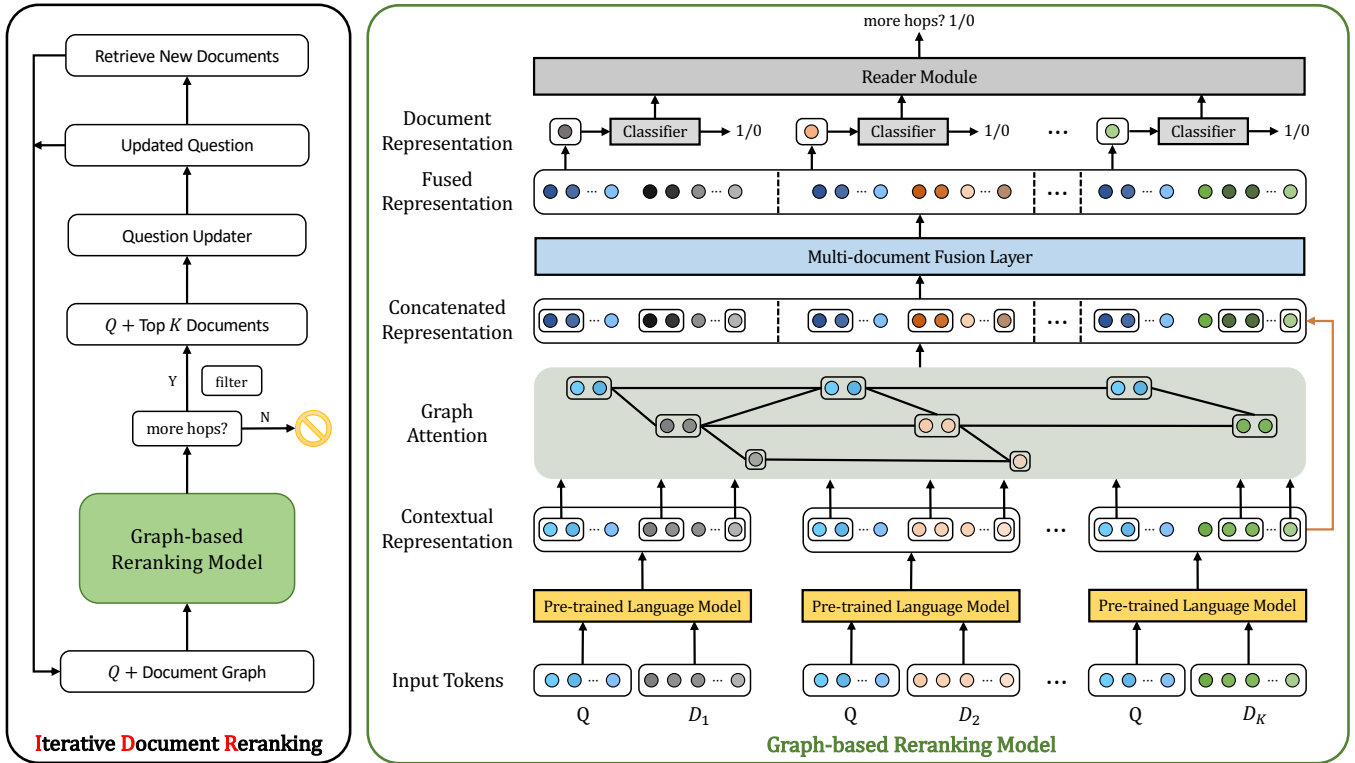 Retrieve New Documents
Updated Question
Question Updater
Q + Top K Documents
Y
filter
more hops?
N
Graph-based
Reranking Model
Q + Document Graph
Iterative Document Reranking
more hops? 1/0
Reader Module
Document
Representation
Classifier
1/0
Classifier
1/0
...
Classifier
1/0
Fused
Representation
... ... ... ... ... ... ...
Multi-document Fusion Layer
Concatenated
Representation
... ... ... ... ... ... ...
Graph
Attention
Contextual
Representation
... ... ... ... ... ... ...
Pre-trained Language Model
Pre-trained Language Model
Pre-trained Language Model
Input Tokens
... ... ... ... ... ... ...
Q
D1
Q
D2
Q
DK
Graph-based Reranking Model